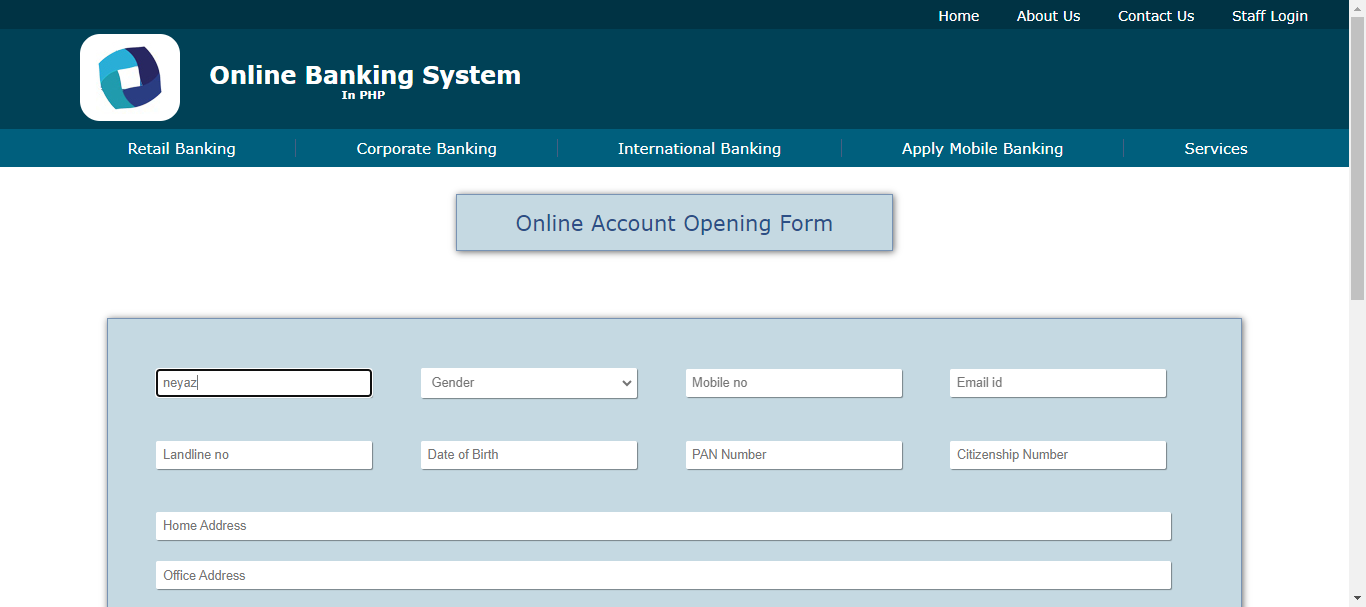 Home About Us Contact Us Staff Login
Online Banking System
In PHP
Retail Banking Corporate Banking International Banking Apply Mobile Banking Services
Online Account Opening Form
neyaz Gender Mobile no Email id
Landline no Date of Birth PAN Number Citizenship Number
Home Address
Office Address